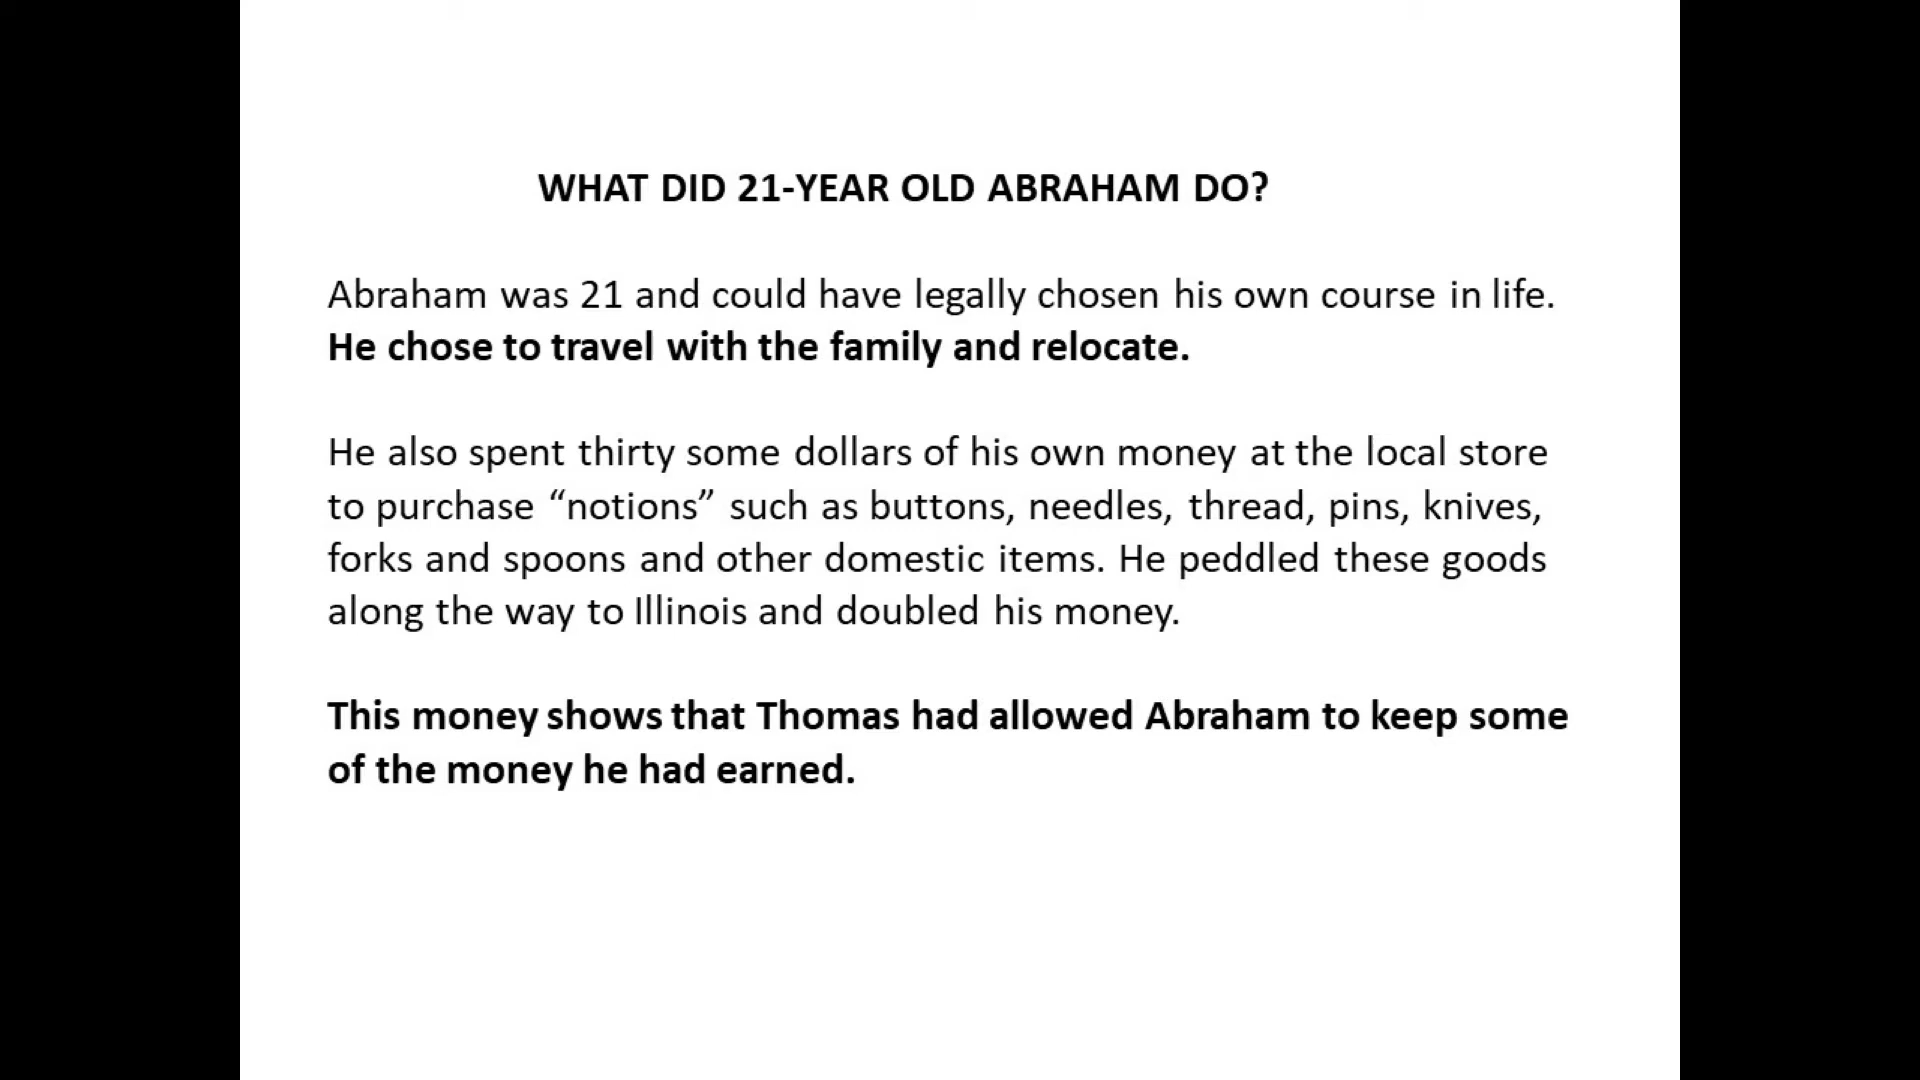 WHAT DID 21-YEAR OLD ABRAHAM DO?
Abraham was 21 and could have legally chosen his own course in life.
He chose to travel with the family and relocate.
He also spent thirty some dollars of his own money at the local store
to purchase “notions” such as buttons, needles, thread, pins, knives,
forks and spoons and other domestic items. He peddled these goods
along the way to Illinois and doubled his money.
This money shows that Thomas had allowed Abraham to keep some
of the money he had earned.